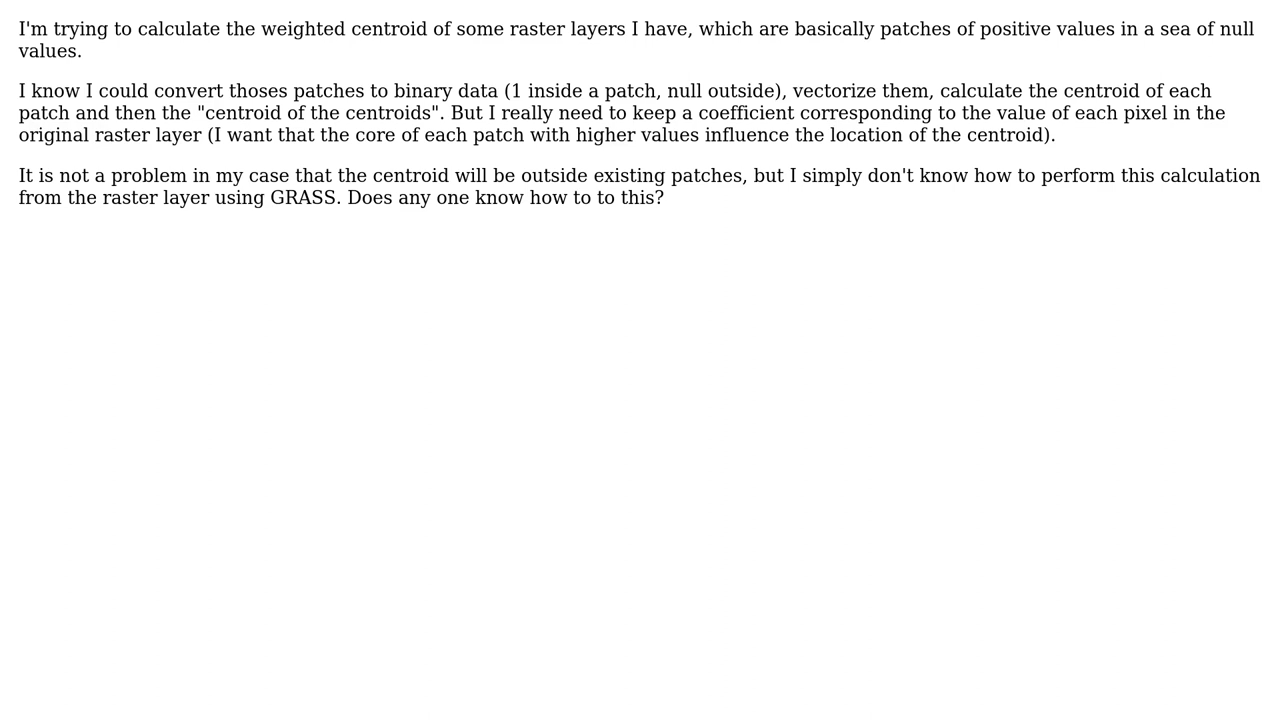 I'm trying to calculate the weighted centroid of some raster layers I have, which are basically patches of positive values in a sea of null
values.
I know I could convert thoses patches to binary data (1 inside a patch, null outside), vectorize them, calculate the centroid of each
patch and then the "centroid of the centroids". But I really need to keep a coefficient corresponding to the value of each pixel in the
original raster layer (I want that the core of each patch with higher values influence the location of the centroid).
It is not a problem in my case that the centroid will be outside existing patches, but I simply don't know how to perform this calculation
from the raster layer using GRASS. Does any one know how to to this?